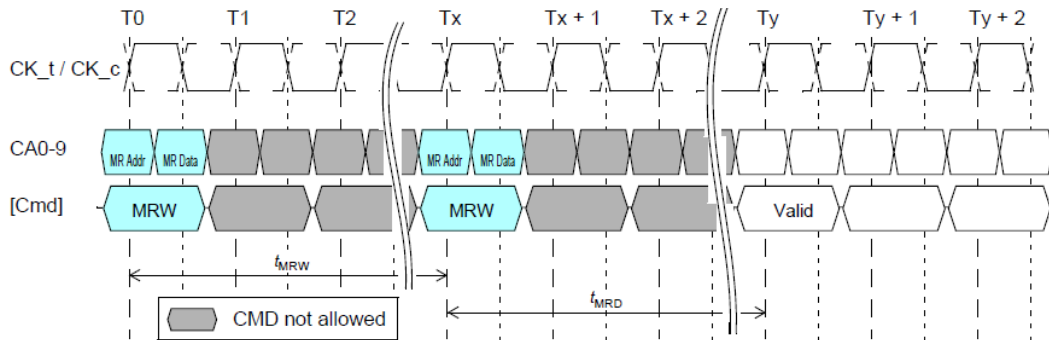 T0 T1 T2 Tx Tx + 1 Tx + 2 Ty Ty + 1 Ty + 2
CK_t / CK_c
CA0-9 MR Addr MR Data MR Addr MR Data
[Cmd] MRW MRW Valid
tMRW
tMRD
CMD not allowed